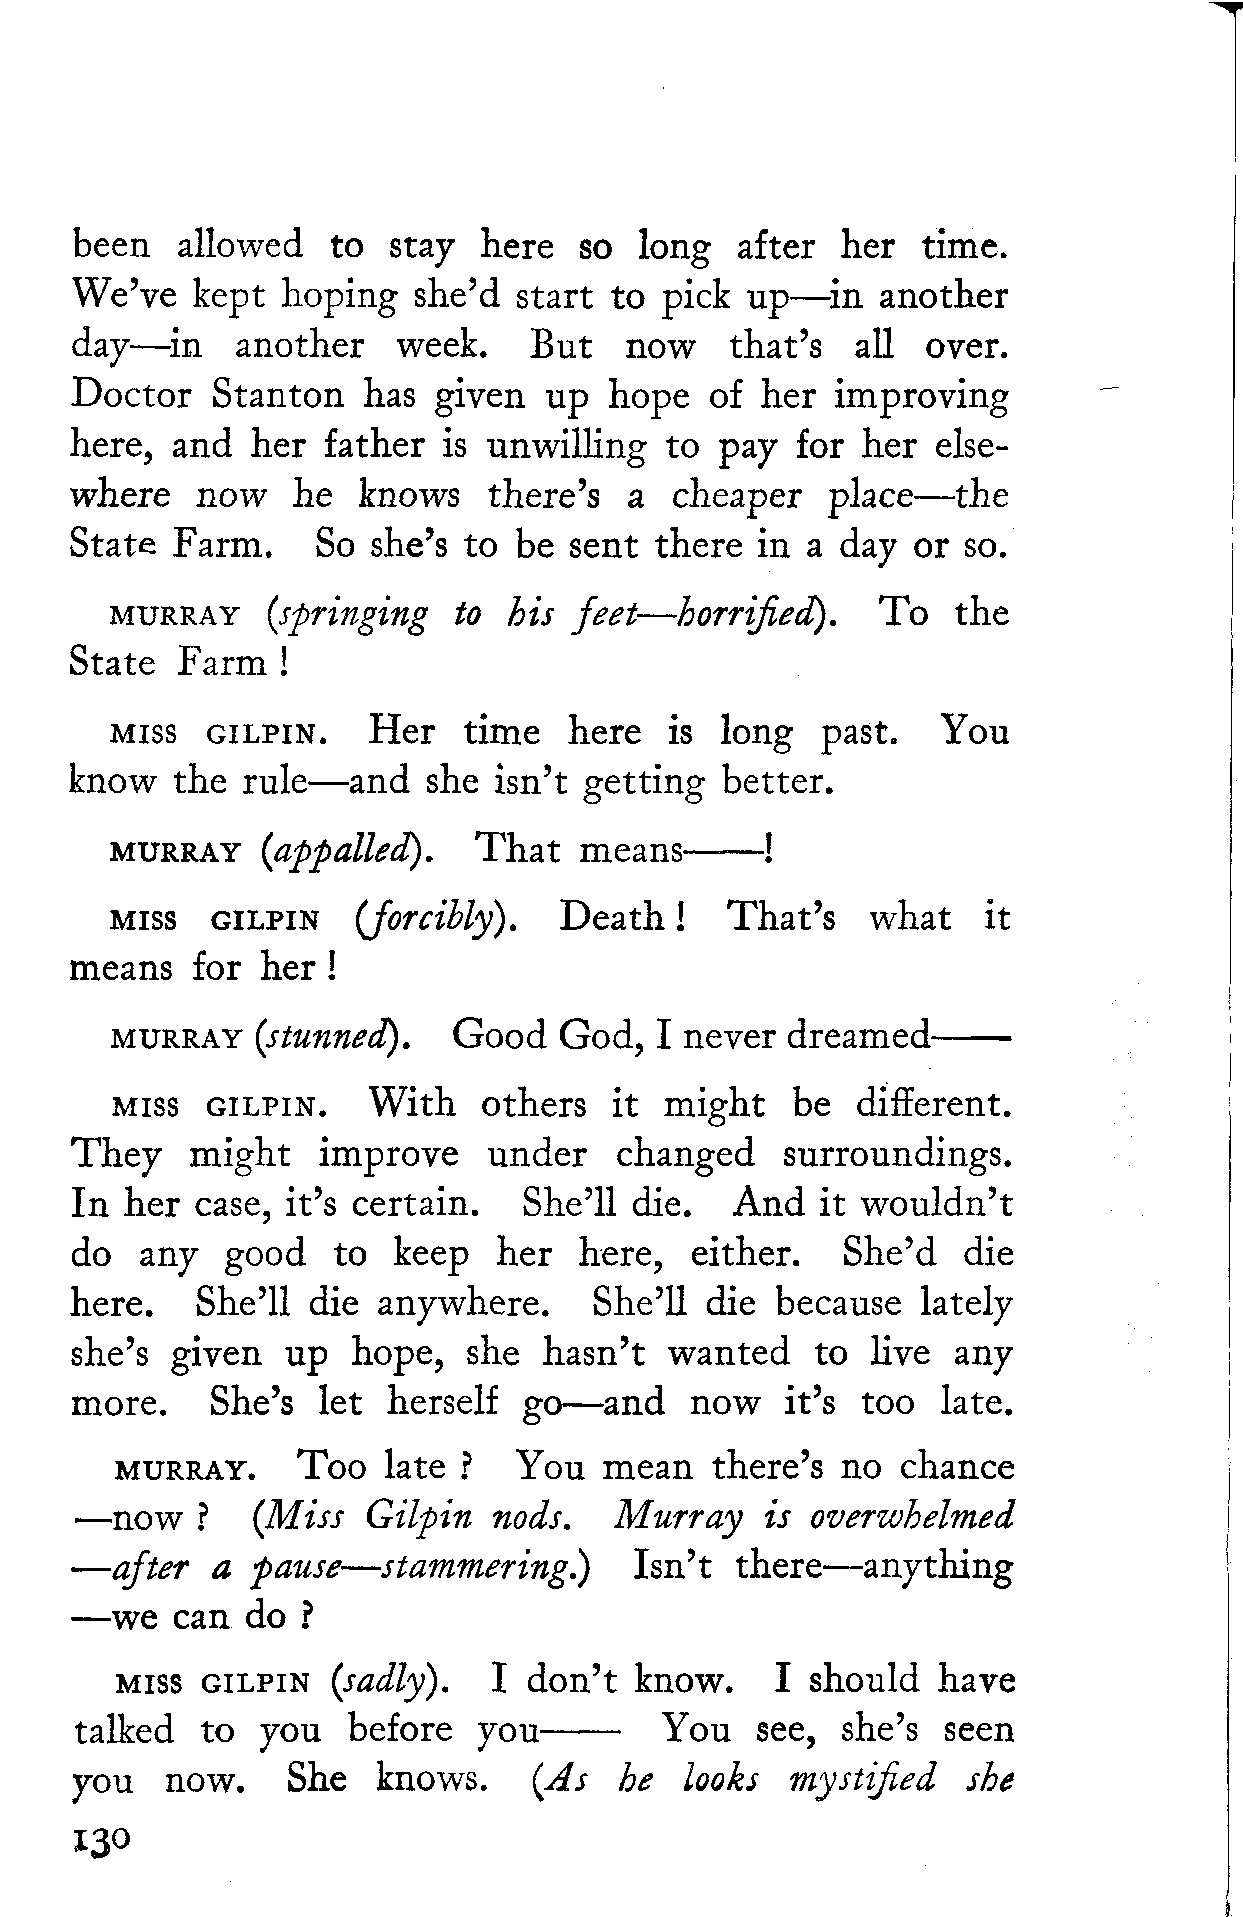 been allowed to stay here so long after her time.
We've kept hoping she'd start to pick up—in another
day—in another week. But now that's all over.
Doctor Stanton has given up hope of her improving
here, and her father is unwilling to pay for her else-
where now he knows there's a cheaper place—the
State Farm. So she's to be sent there in a day or so.
MURRAY (springing to his feet—horrified). To the
State Farm !
MISS GILPIN. Her time here is long past. You
know the rule—and she isn't getting better.
MURRAY (appalled). That means——!
MISS GILPIN (forcibly). Death ! That's what it
means for her !
MURRAY (stunned). Good God, I never dreamed——
MISS GILPIN. With others it might be different.
They might improve under changed surroundings.
In her case, it's certain. She'll die. And it wouldn't
do any good to keep her here, either. She'd die
here. She'll die anywhere. She'll die because lately
she's given up hope, she hasn't wanted to live any
more. She's let herself go—and now it's too late.
MURRAY. Too late ? You mean there's no chance
—now ? (Miss Gilpin nods. Murray is overwhelmed
—after a pause—stammering.) Isn't there—anything
—we can do ?
MISS GILPIN (sadly). I don't know. I should have
talked to you before you—— You see, she's seen
you now. She knows. (As he looks mystified she
130